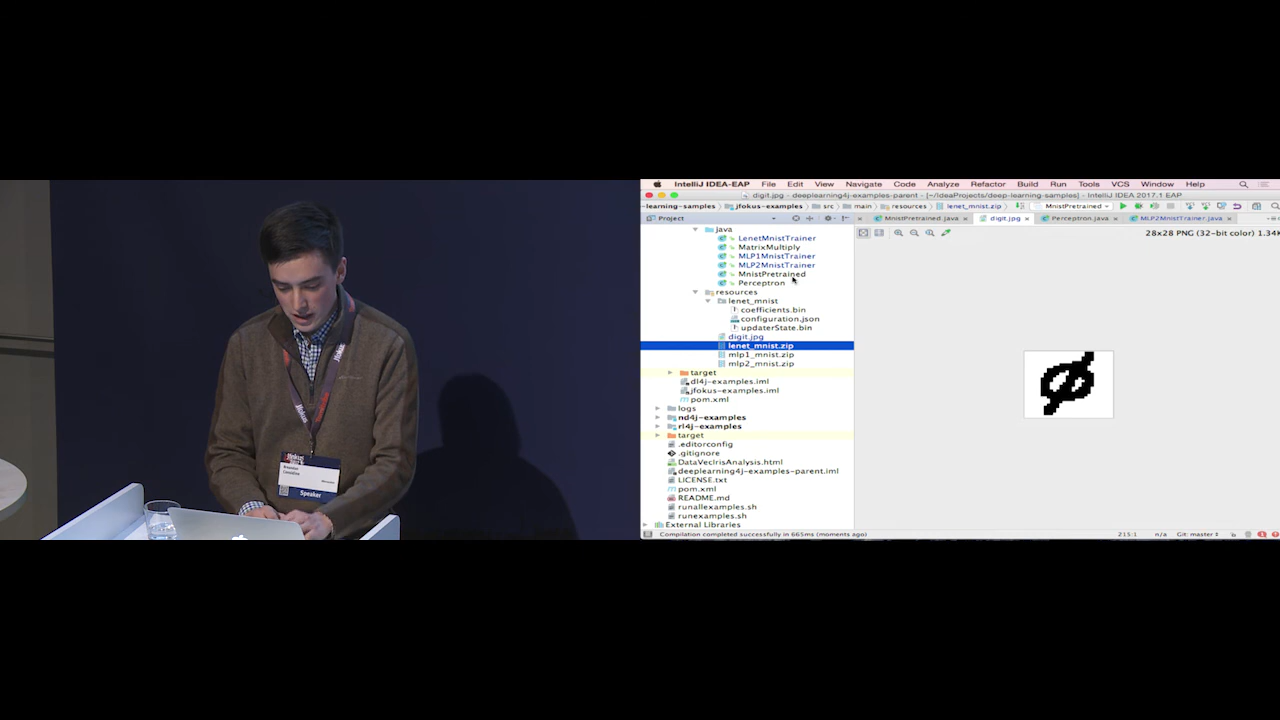 Jfokus
Speaker
IntelliJ IDEA-EAP File Edit View Navigate Code Analyze Refactor Build Run Tools VCS Window Help
digit.jpg - deeplearning4j-examples-parent - [~/IdeaProjects/deep-learning-samples] - IntelliJ IDEA 2017.1 EAP
-learning-samples jfokus-examples src main resources lenet_mnist.zip MnistPretrained
Project MnistPretrained.java digit.jpg Perceptron.java MLP2MnistTrainer.java
28x28 PNG (32-bit color) 1.34K
java
LenetMnistTrainer
MatrixMultiply
MLP1MnistTrainer
MLP2MnistTrainer
MnistPretrained
Perceptron
resources
lenet_mnist
coefficients.bin
configuration.json
updaterState.bin
digit.jpg
lenet_mnist.zip
mlp1_mnist.zip
mlp2_mnist.zip
target
dl4j-examples.iml
jfokus-examples.iml
pom.xml
logs
nd4j-examples
rl4j-examples
target
.editorconfig
.gitignore
DataVecIrisAnalysis.html
deeplearning4j-examples-parent.iml
LICENSE.txt
pom.xml
README.md
runallexamples.sh
runexamples.sh
External Libraries
Compilation completed successfully in 665ms (moments ago) 215:1 n/a Git: master